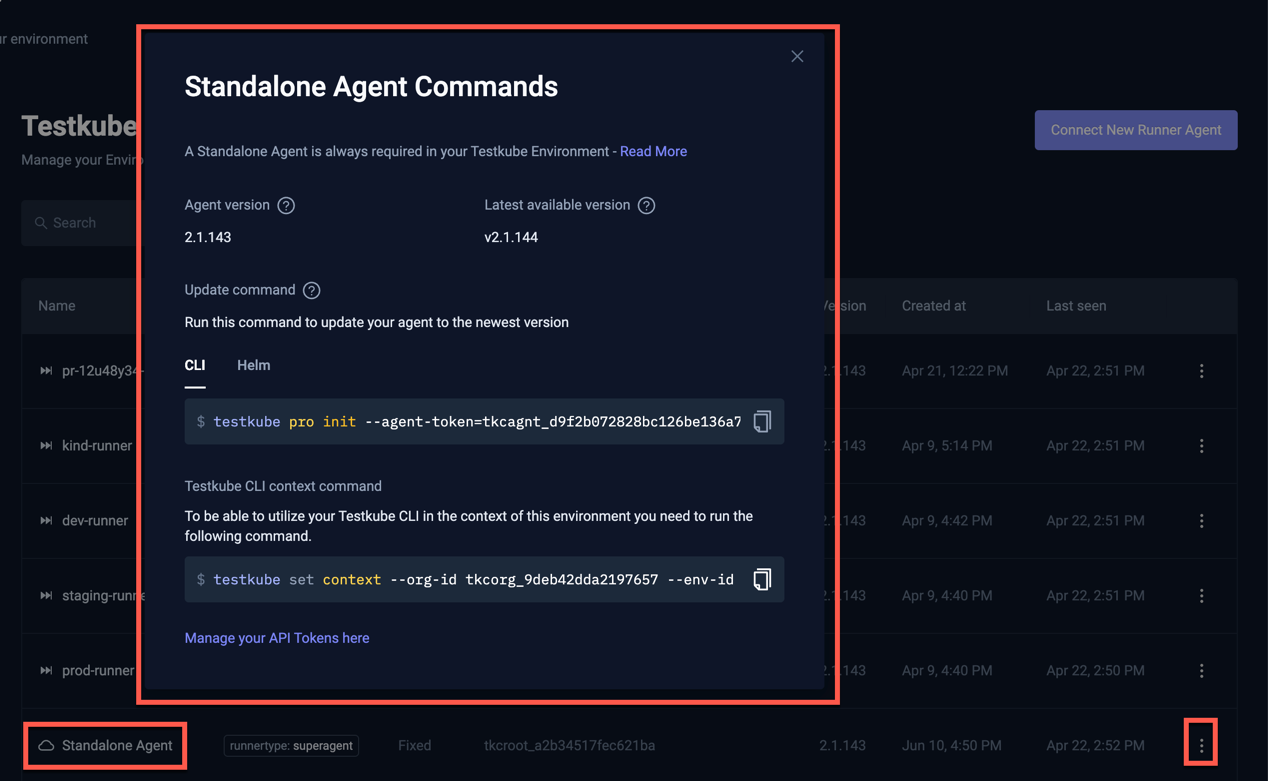 ur environment
Standalone Agent Commands
Testkube
Connect New Runner Agent
Manage your Enviro
A Standalone Agent is always required in your Testkube Environment - Read More
Agent version ?
Latest available version ?
Search
2.1.143
v2.1.144
Update command ?
Name
Version
Created at
Last seen
Run this command to update your agent to the newest version
CLI
Helm
pr-12u48y34-
2.1.143
Apr 21, 12:22 PM
Apr 22, 2:51 PM
$ testkube pro init --agent-token=tkcagnt_d9f2b072828bc126be136a7
kind-runner
2.1.143
Apr 9, 5:14 PM
Apr 22, 2:51 PM
Testkube CLI context command
To be able to utilize your Testkube CLI in the context of this environment you need to run the
following command.
dev-runner
2.1.143
Apr 9, 4:42 PM
Apr 22, 2:51 PM
$ testkube set context --org-id tkcorg_9deb42dda2197657 --env-id
staging-runne
2.1.143
Apr 9, 4:40 PM
Apr 22, 2:51 PM
Manage your API Tokens here
prod-runner
2.1.143
Apr 9, 4:40 PM
Apr 22, 2:50 PM
Standalone Agent
runnertype: superagent
Fixed
tkcroot_a2b34517fec621ba
2.1.143
Jun 10, 4:50 PM
Apr 22, 2:52 PM